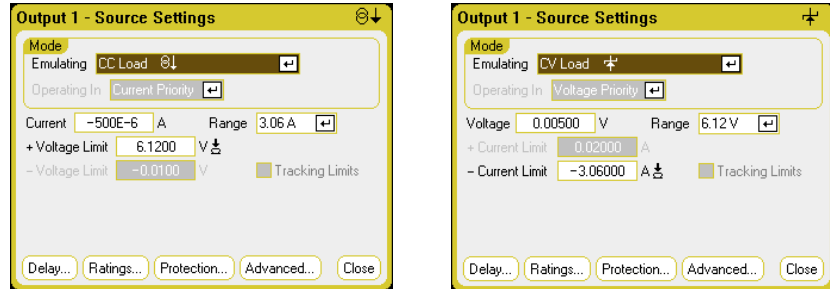 Output 1 - Source Settings
Mode
Emulating CC Load
Operating In Current Priority
Current -500E-6 A Range 3.06 A
+ Voltage Limit 6.1200 V
- Voltage Limit -0.0100 V Tracking Limits
Delay... Ratings... Protection... Advanced... Close
Output 1 - Source Settings
Mode
Emulating CV Load
Operating In Voltage Priority
Voltage 0.00500 V Range 6.12 V
+ Current Limit 0.02000 A
- Current Limit -3.06000 A Tracking Limits
Delay... Ratings... Protection... Advanced... Close